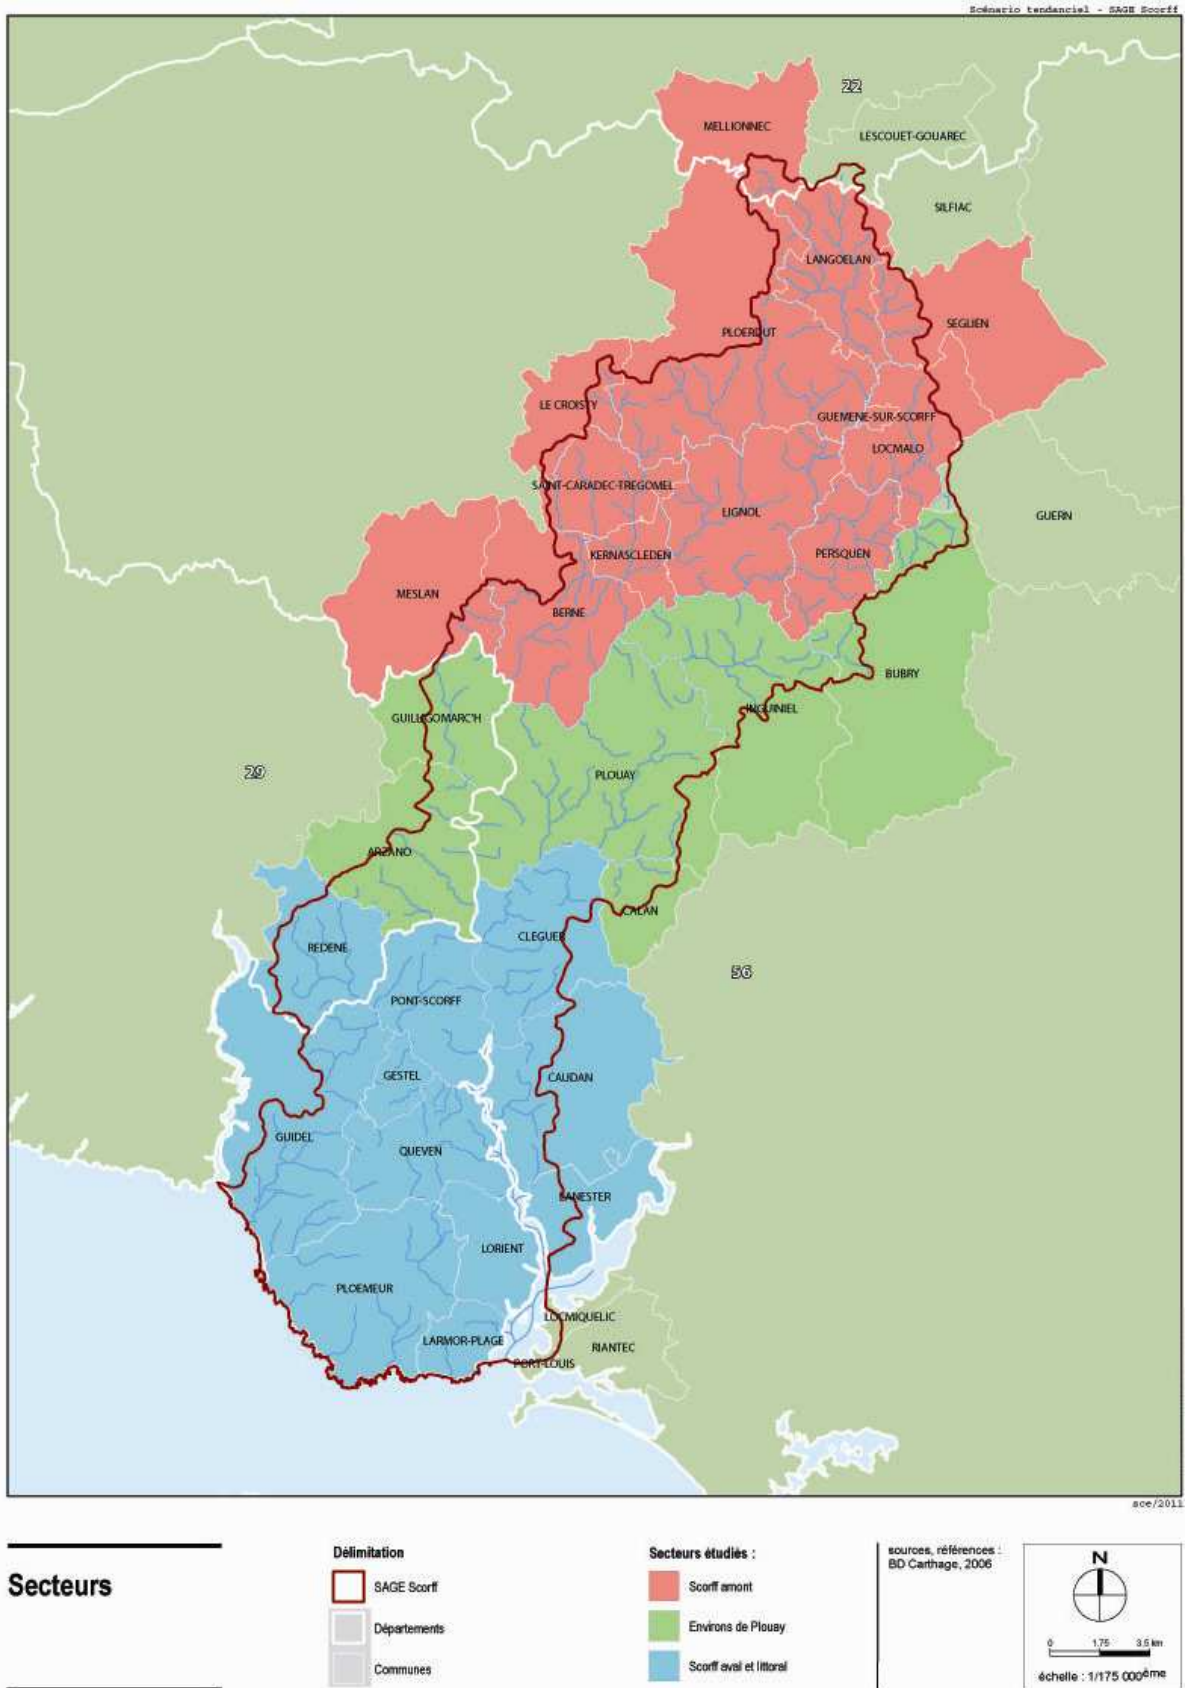 Scénario tendanciel - SAGE Scorff
22
MELLIONNEC
LESCOUET-GOUAREC
SILFIAC
LANGOELAN
SEGLIEN
PLOERDUT
LE CROISTY
GUEMENE-SUR-SCORFF
LOCMALO
SAINT-CARADEC-TREGOMEL
LIGNOL
GUERN
KERNASCLEDEN
PERSQUEN
MESLAN
BERNE
BUBRY
INGUINIEL
GUILLIGOMARC'H
29
PLOUAY
ARZANO
CALAN
CLEGUER
REDENE
56
PONT-SCORFF
GESTEL
CAUDAN
GUIDEL
QUEVEN
LANESTER
LORIENT
PLOEMEUR
LOCMIQUELIC
LARMOR-PLAGE
RIANTEC
PORT-LOUIS
sce/2011
Secteurs
Délimitation
SAGE Scorff
Départements
Communes
Secteurs étudiés :
Scorff amont
Environs de Plouay
Scorff aval et littoral
sources, références :
BD Carthage, 2006
N
0 1,75 3,5 km
échelle : 1/175 000ème